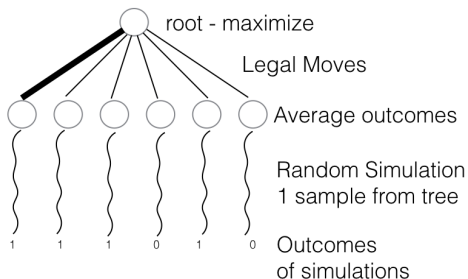 root - maximize
Legal Moves
Average outcomes
Random Simulation
1 sample from tree
1 1 1 0 1 0
Outcomes
of simulations